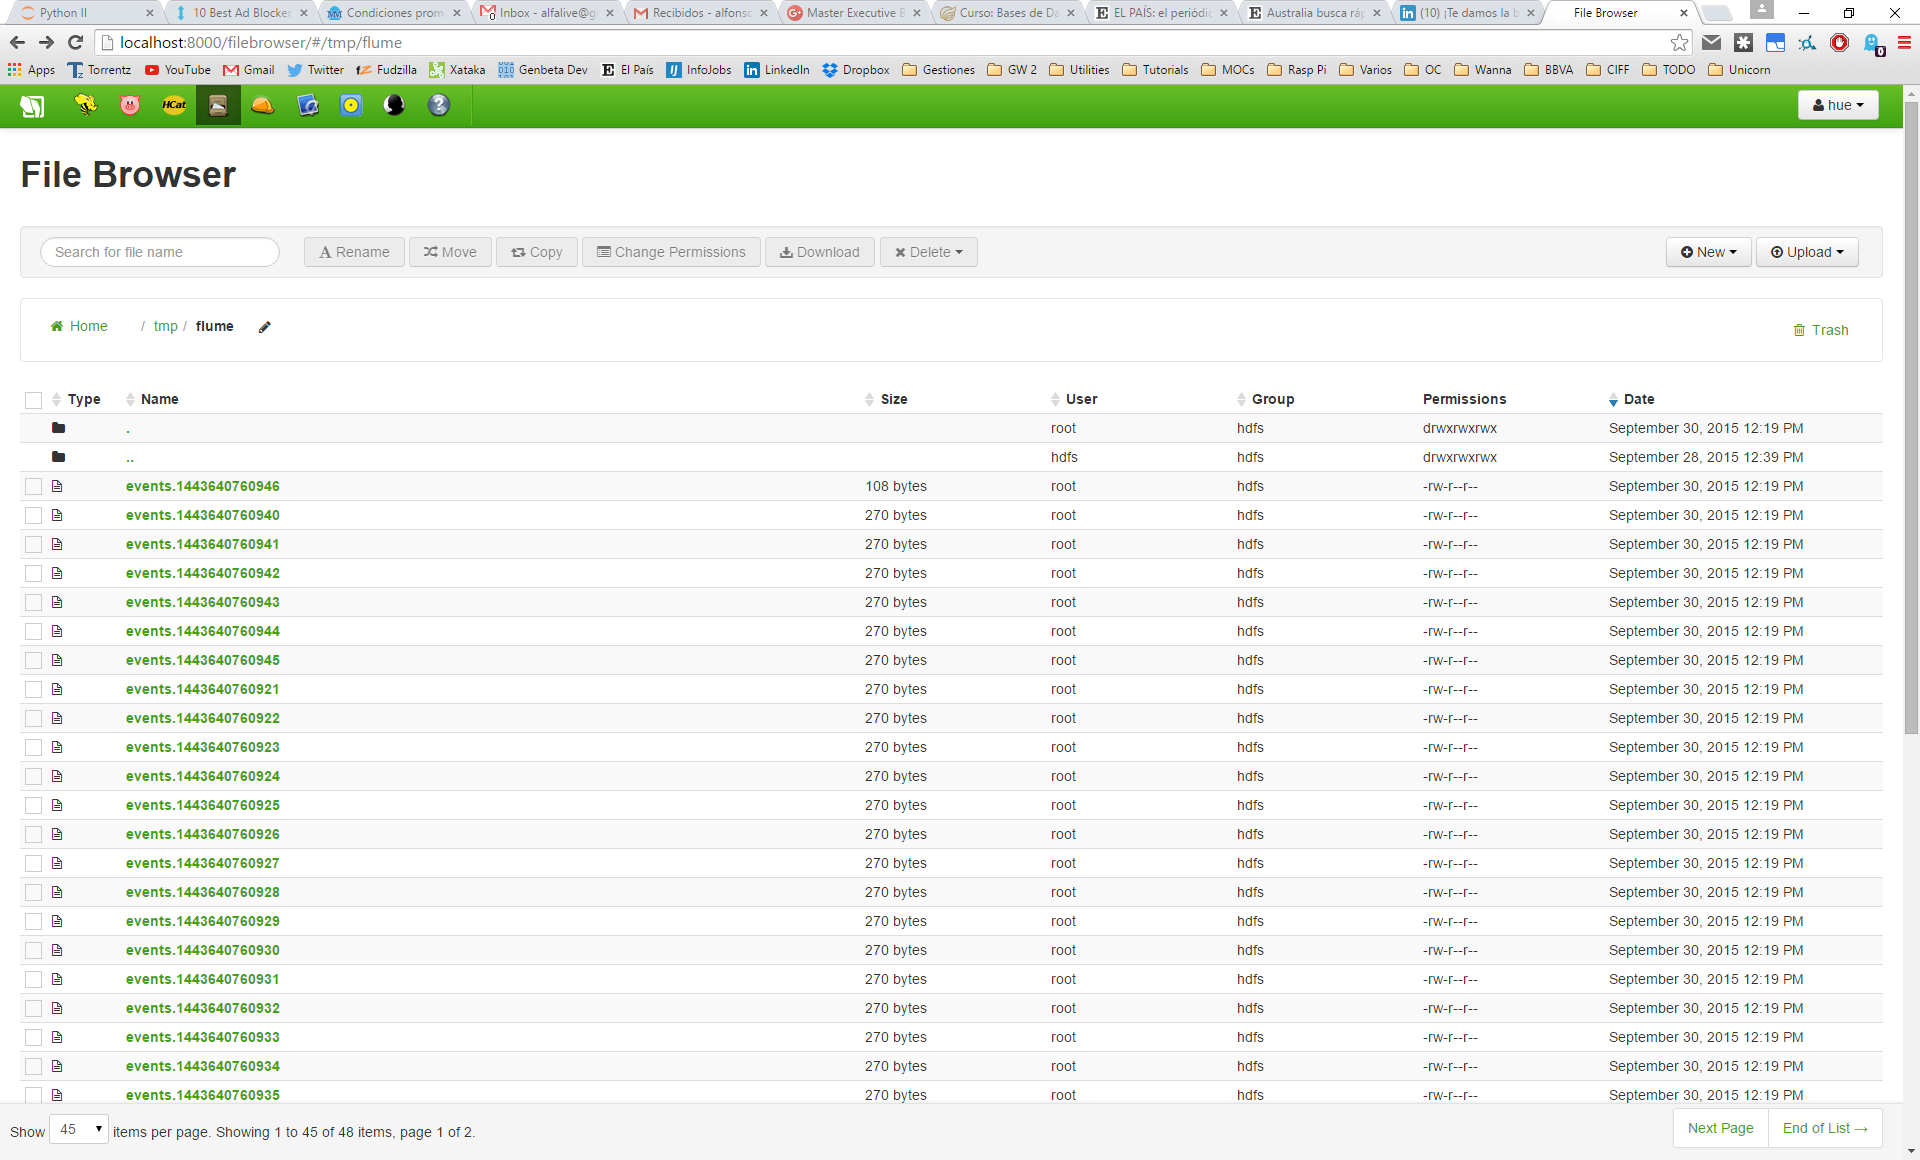 Python II
10 Best Ad Blocker
Condiciones prom
Inbox - alfalive@g
Recibidos - alfonsc
Master Executive B
Curso: Bases de Da
EL PAÍS: el periódic
Australia busca ráp
(10) ¡Te damos la b
File Browser
localhost:8000/filebrowser/#/tmp/flume
Apps Torrentz YouTube Gmail Twitter Fudzilla Xataka Genbeta Dev El País InfoJobs LinkedIn Dropbox Gestiones GW 2 Utilities Tutorials MOCs Rasp Pi Varios OC Wanna BBVA CIFF TODO Unicorn
HCat hue
File Browser
Search for file name Rename Move Copy Change Permissions Download Delete New Upload
Home / tmp / flume Trash
Type Name Size User Group Permissions Date
. root hdfs drwxrwxrwx September 30, 2015 12:19 PM
.. hdfs hdfs drwxrwxrwx September 28, 2015 12:39 PM
events.1443640760946 108 bytes root hdfs -rw-r--r-- September 30, 2015 12:19 PM
events.1443640760940 270 bytes root hdfs -rw-r--r-- September 30, 2015 12:19 PM
events.1443640760941 270 bytes root hdfs -rw-r--r-- September 30, 2015 12:19 PM
events.1443640760942 270 bytes root hdfs -rw-r--r-- September 30, 2015 12:19 PM
events.1443640760943 270 bytes root hdfs -rw-r--r-- September 30, 2015 12:19 PM
events.1443640760944 270 bytes root hdfs -rw-r--r-- September 30, 2015 12:19 PM
events.1443640760945 270 bytes root hdfs -rw-r--r-- September 30, 2015 12:19 PM
events.1443640760921 270 bytes root hdfs -rw-r--r-- September 30, 2015 12:19 PM
events.1443640760922 270 bytes root hdfs -rw-r--r-- September 30, 2015 12:19 PM
events.1443640760923 270 bytes root hdfs -rw-r--r-- September 30, 2015 12:19 PM
events.1443640760924 270 bytes root hdfs -rw-r--r-- September 30, 2015 12:19 PM
events.1443640760925 270 bytes root hdfs -rw-r--r-- September 30, 2015 12:19 PM
events.1443640760926 270 bytes root hdfs -rw-r--r-- September 30, 2015 12:19 PM
events.1443640760927 270 bytes root hdfs -rw-r--r-- September 30, 2015 12:19 PM
events.1443640760928 270 bytes root hdfs -rw-r--r-- September 30, 2015 12:19 PM
events.1443640760929 270 bytes root hdfs -rw-r--r-- September 30, 2015 12:19 PM
events.1443640760930 270 bytes root hdfs -rw-r--r-- September 30, 2015 12:19 PM
events.1443640760931 270 bytes root hdfs -rw-r--r-- September 30, 2015 12:19 PM
events.1443640760932 270 bytes root hdfs -rw-r--r-- September 30, 2015 12:19 PM
events.1443640760933 270 bytes root hdfs -rw-r--r-- September 30, 2015 12:19 PM
events.1443640760934 270 bytes root hdfs -rw-r--r-- September 30, 2015 12:19 PM
events.1443640760935 270 bytes root hdfs -rw-r--r-- September 30, 2015 12:19 PM
Show 45 items per page. Showing 1 to 45 of 48 items, page 1 of 2. Next Page End of List →